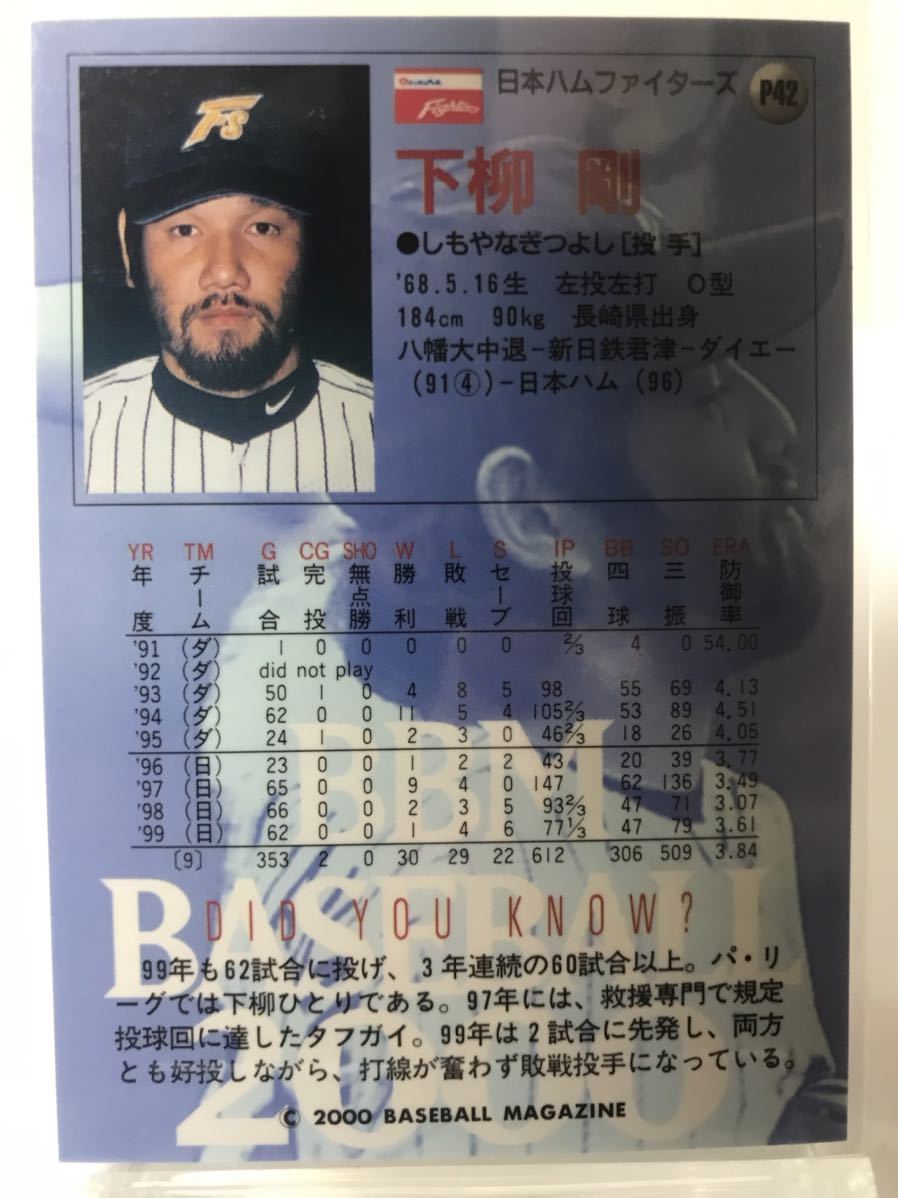 Fs
Fighters
日本ハムファイターズ
P42
下柳 剛
●しもやなぎつよし[投 手]
'68.5.16生 左投左打 O型
184cm 90kg 長崎県出身
八幡大中退-新日鉄君津-ダイエー
(91④)-日本ハム (96)
YR TM G CG SHO W L S IP BB SO ERA
年度 チーム 試合 完投 無点勝 勝利 敗戦 セーブ 投球回 四球 三振 防御率
'91 (ダ) 1 0 0 0 0 0 2/3 4 0 54.00
'92 (ダ) did not play
'93 (ダ) 50 1 0 4 8 5 98 55 69 4.13
'94 (ダ) 62 0 0 11 5 4 105 2/3 53 89 4.51
'95 (ダ) 24 1 0 2 3 0 46 2/3 18 26 4.05
'96 (日) 23 0 0 1 2 2 43 20 39 3.77
'97 (日) 65 0 0 9 4 0 147 62 136 3.49
'98 (日) 66 0 0 2 3 5 93 2/3 47 71 3.07
'99 (日) 62 0 0 1 4 6 77 1/3 47 79 3.61
[9] 353 2 0 30 29 22 612 306 509 3.84
BBM
BASEBALL
2000
DID YOU KNOW?
99年も62試合に投げ、3年連続の60試合以上。パ・リ
ーグでは下柳ひとりである。97年には、救援専門で規定
投球回に達したタフガイ。99年は2試合に先発し、両方
とも好投しながら、打線が奮わず敗戦投手になっている。
© 2000 BASEBALL MAGAZINE